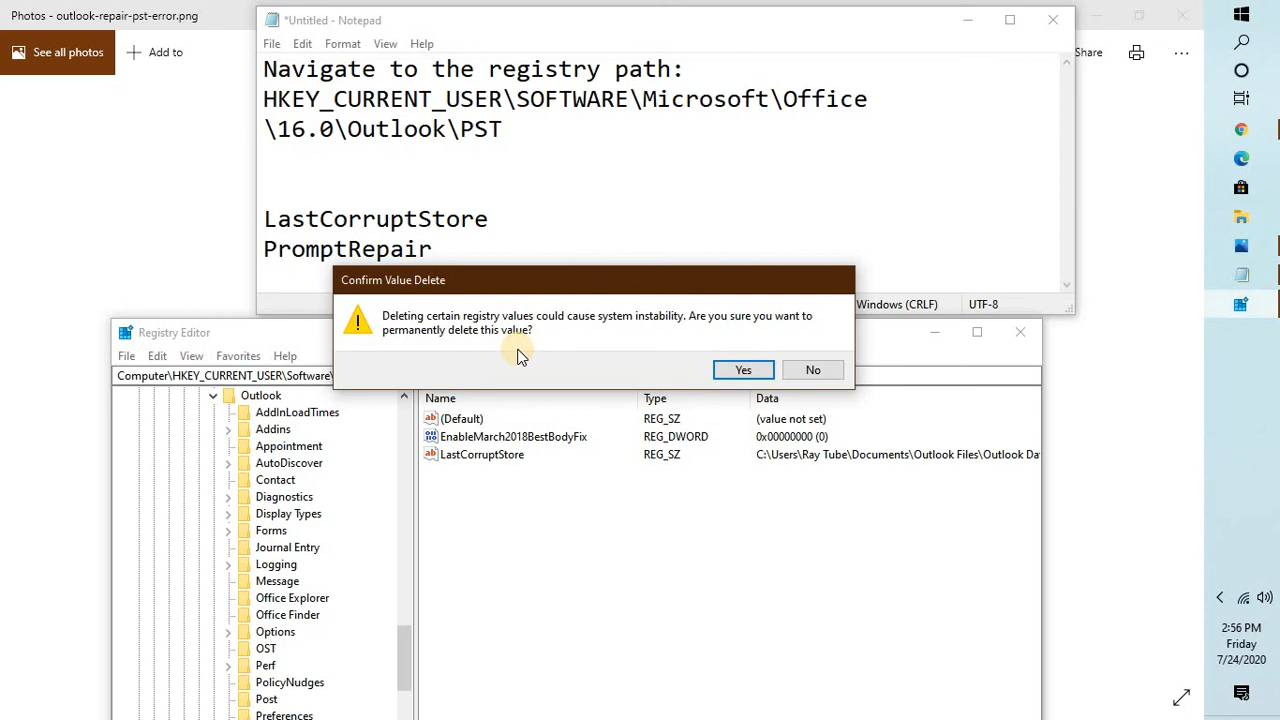 Photos - outlook-repair-pst-error.png
See all photos
Add to
Share
*Untitled - Notepad
File Edit Format View Help
Navigate to the registry path:
HKEY_CURRENT_USER\SOFTWARE\Microsoft\Office
\16.0\Outlook\PST
LastCorruptStore
PromptRepair
Windows (CRLF) UTF-8
Confirm Value Delete
Deleting certain registry values could cause system instability. Are you sure you want to
permanently delete this value?
Yes No
Registry Editor
File Edit View Favorites Help
Computer\HKEY_CURRENT_USER\Software\
Outlook
AddInLoadTimes
Addins
Appointment
AutoDiscover
Contact
Diagnostics
Display Types
Forms
Journal Entry
Logging
Message
Office Explorer
Office Finder
Options
OST
Perf
PolicyNudges
Post
Preferences
Name Type Data
(Default) REG_SZ (value not set)
EnableMarch2018BestBodyFix REG_DWORD 0x00000000 (0)
LastCorruptStore REG_SZ C:\Users\Ray Tube\Documents\Outlook Files\Outlook Da
2:56 PM
Friday
7/24/2020